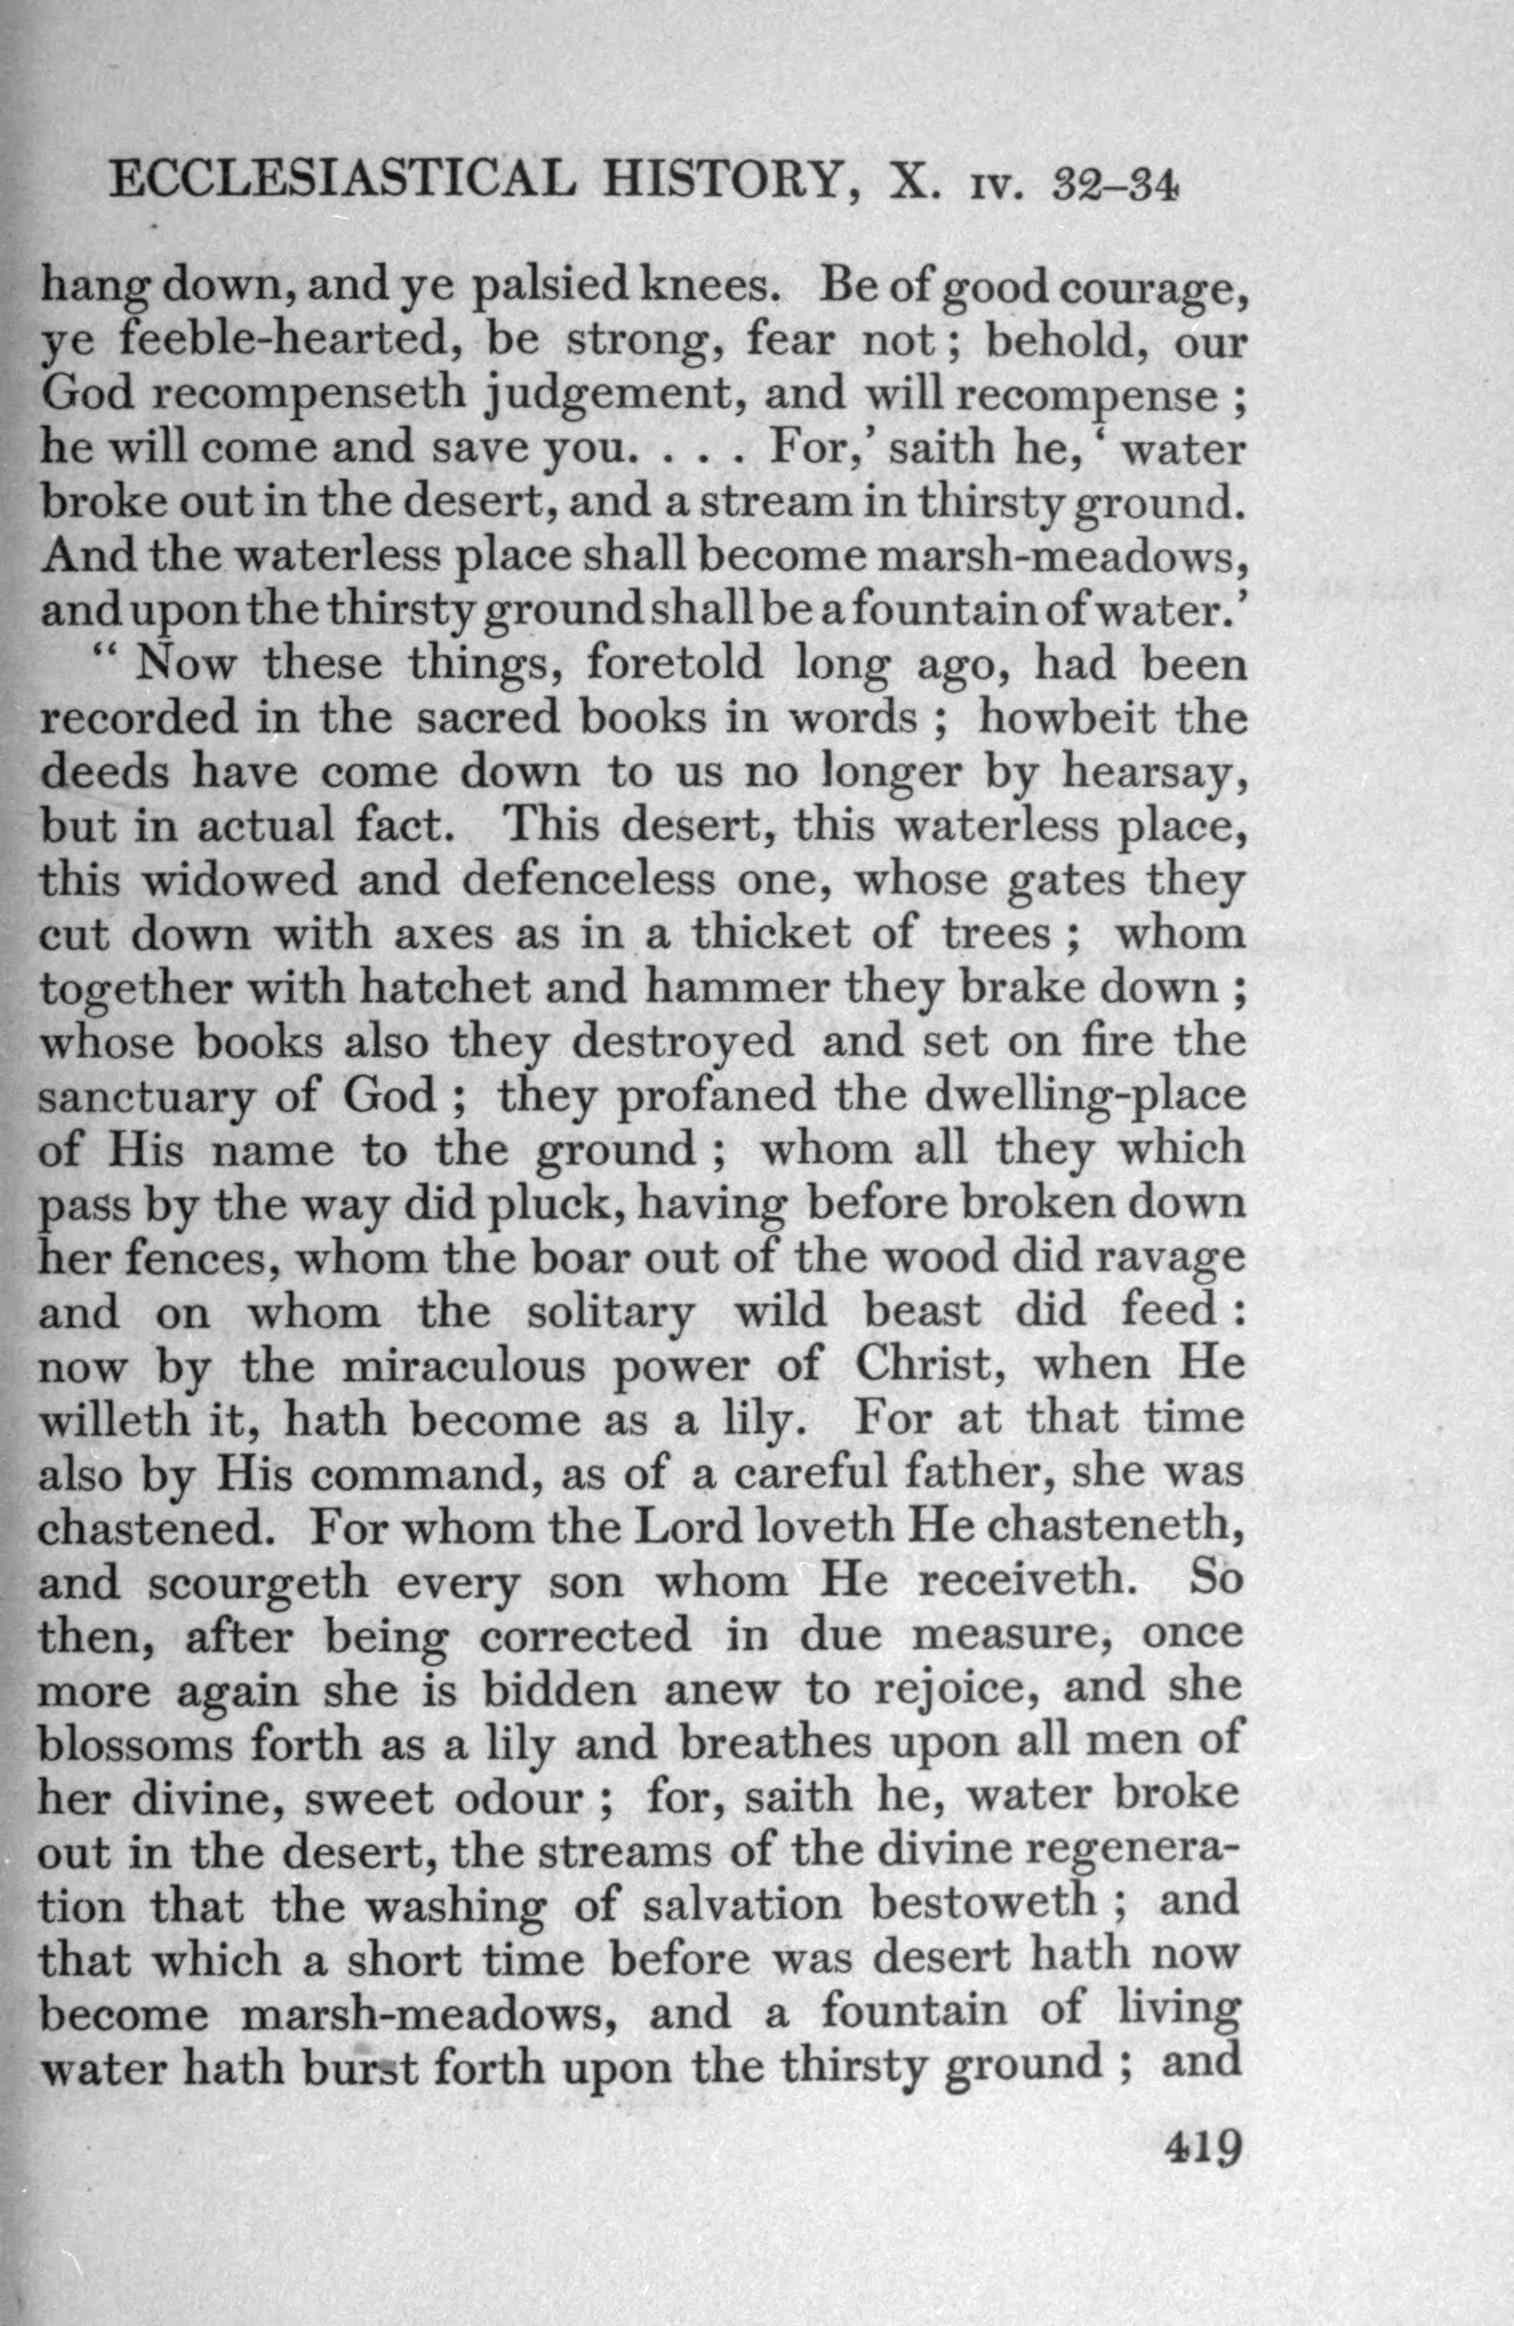 ECCLESIASTICAL HISTORY, X. IV. 32–34
hang down, and ye palsied knees. Be of good courage,
ye feeble-hearted, be strong, fear not ; behold, our
God recompenseth judgement, and will recompense ;
he will come and save you. . . . For,’ saith he, ‘ water
broke out in the desert, and a stream in thirsty ground.
And the waterless place shall become marsh-meadows,
and upon the thirsty ground shall be a fountain of water.’
“ Now these things, foretold long ago, had been
recorded in the sacred books in words ; howbeit the
deeds have come down to us no longer by hearsay,
but in actual fact. This desert, this waterless place,
this widowed and defenceless one, whose gates they
cut down with axes as in a thicket of trees ; whom
together with hatchet and hammer they brake down ;
whose books also they destroyed and set on fire the
sanctuary of God ; they profaned the dwelling-place
of His name to the ground ; whom all they which
pass by the way did pluck, having before broken down
her fences, whom the boar out of the wood did ravage
and on whom the solitary wild beast did feed :
now by the miraculous power of Christ, when He
willeth it, hath become as a lily. For at that time
also by His command, as of a careful father, she was
chastened. For whom the Lord loveth He chasteneth,
and scourgeth every son whom He receiveth. So
then, after being corrected in due measure, once
more again she is bidden anew to rejoice, and she
blossoms forth as a lily and breathes upon all men of
her divine, sweet odour ; for, saith he, water broke
out in the desert, the streams of the divine regenera-
tion that the washing of salvation bestoweth ; and
that which a short time before was desert hath now
become marsh-meadows, and a fountain of living
water hath burst forth upon the thirsty ground ; and
419